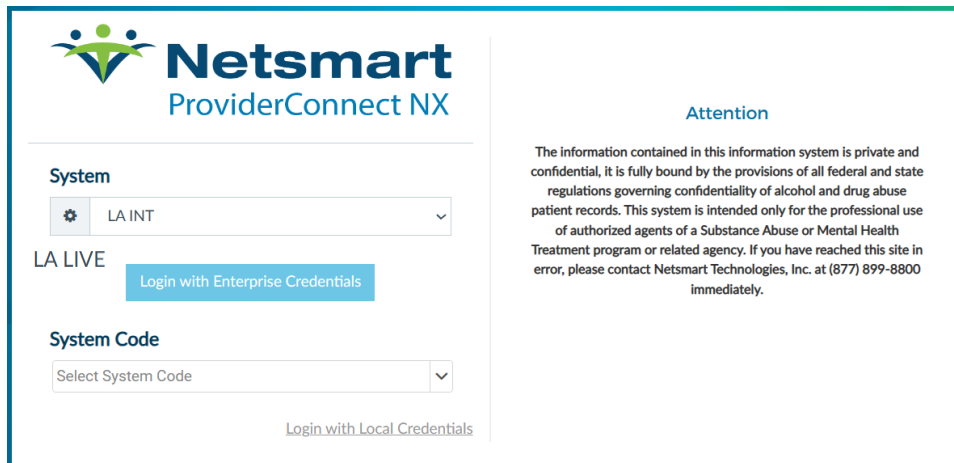 Netsmart
ProviderConnect NX
System
LA INT
LA LIVE
Login with Enterprise Credentials
System Code
Select System Code
Login with Local Credentials
Attention
The information contained in this information system is private and
confidential, it is fully bound by the provisions of all federal and state
regulations governing confidentiality of alcohol and drug abuse
patient records. This system is intended only for the professional use
of authorized agents of a Substance Abuse or Mental Health
Treatment program or related agency. If you have reached this site in
error, please contact Netsmart Technologies, Inc. at (877) 899-8800
immediately.